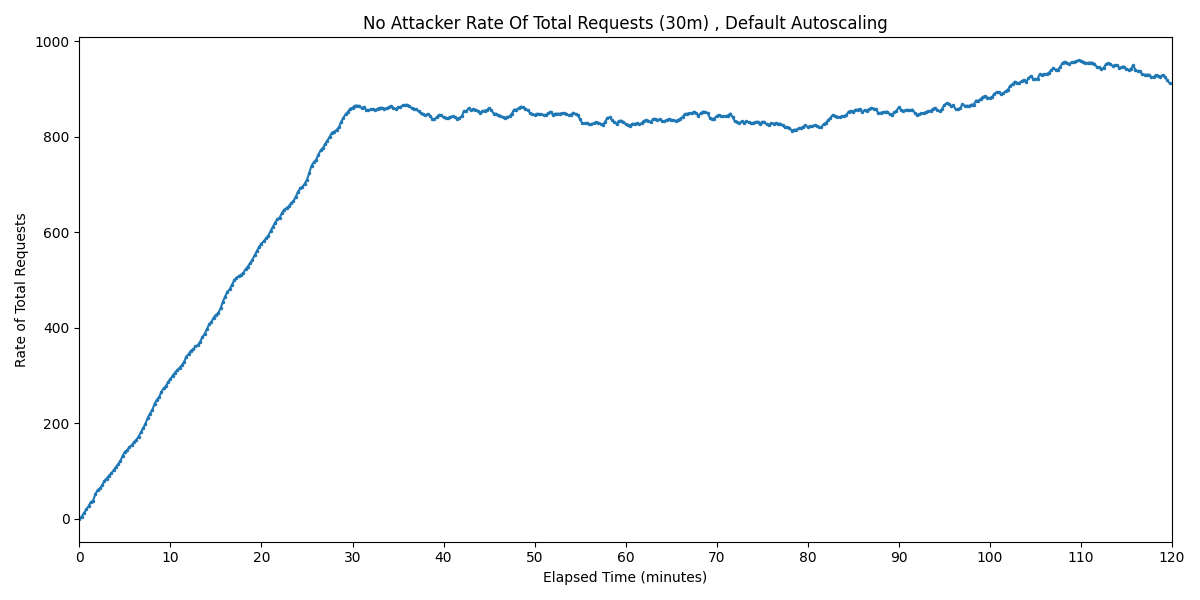 No Attacker Rate Of Total Requests (30m) , Default Autoscaling
Rate of Total Requests
1000
800
600
400
200
0
0 10 20 30 40 50 60 70 80 90 100 110 120
Elapsed Time (minutes)